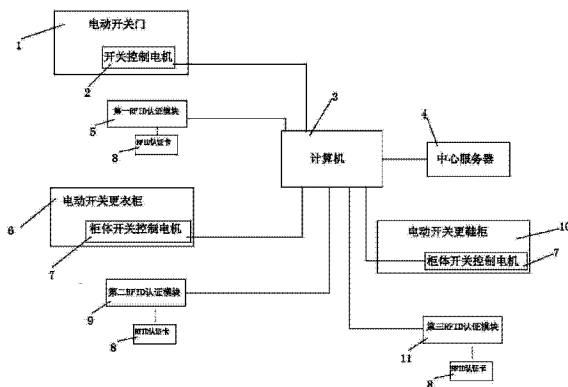 电动开关门
1
开关控制电机
2
3
第一RFID认证模块
4
5
RFID认证卡
8
计算机
中心服务器
电动开关更衣柜
6
柜体开关控制电机
7
电动开关更鞋柜
10
柜体开关控制电机
7
第二RFID认证模块
9
RFID认证卡
8
第三RFID认证模块
11
RFID认证卡
8